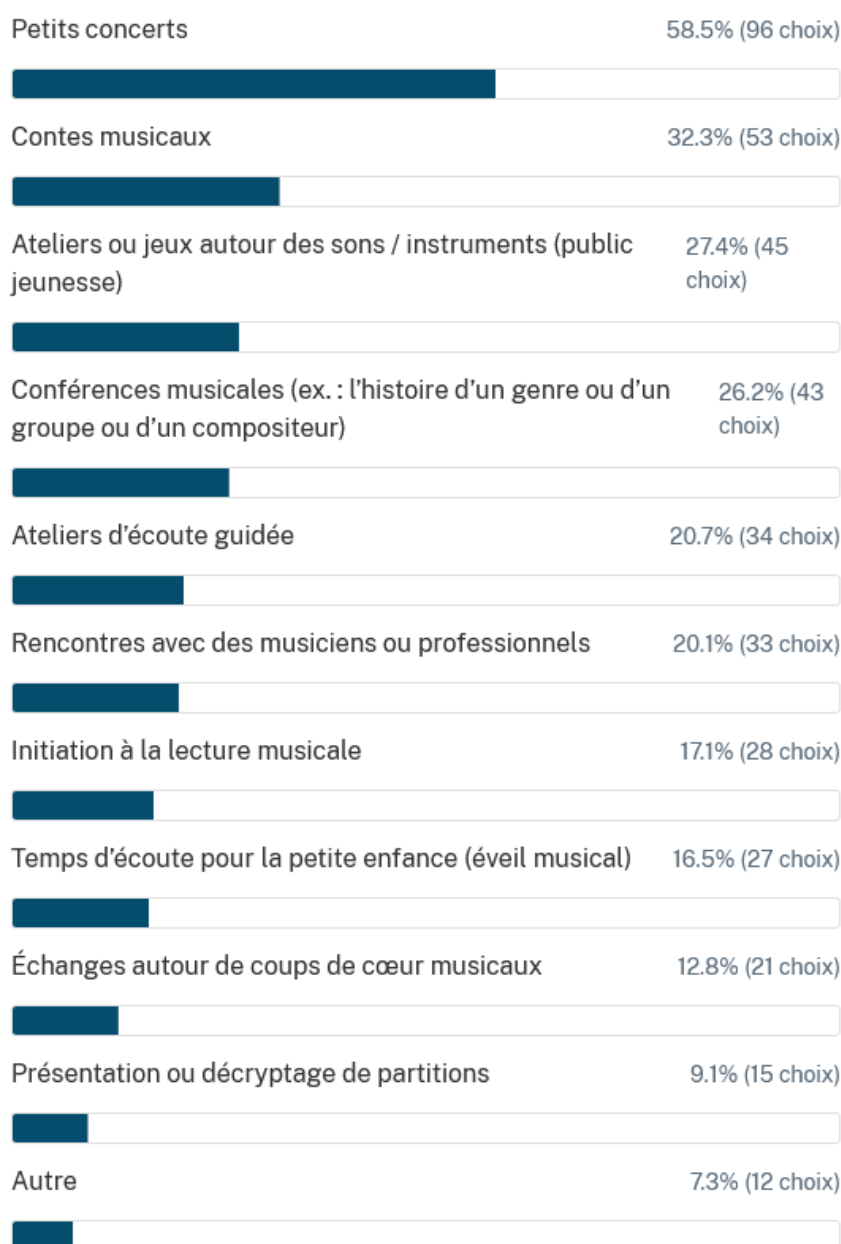 Petits concerts 58.5% (96 choix)
Contes musicaux 32.3% (53 choix)
Ateliers ou jeux autour des sons / instruments (public 27.4% (45
jeunesse) choix)
Conférences musicales (ex. : l’histoire d’un genre ou d’un 26.2% (43
groupe ou d’un compositeur) choix)
Ateliers d’écoute guidée 20.7% (34 choix)
Rencontres avec des musiciens ou professionnels 20.1% (33 choix)
Initiation à la lecture musicale 17.1% (28 choix)
Temps d’écoute pour la petite enfance (éveil musical) 16.5% (27 choix)
Échanges autour de coups de cœur musicaux 12.8% (21 choix)
Présentation ou décryptage de partitions 9.1% (15 choix)
Autre 7.3% (12 choix)